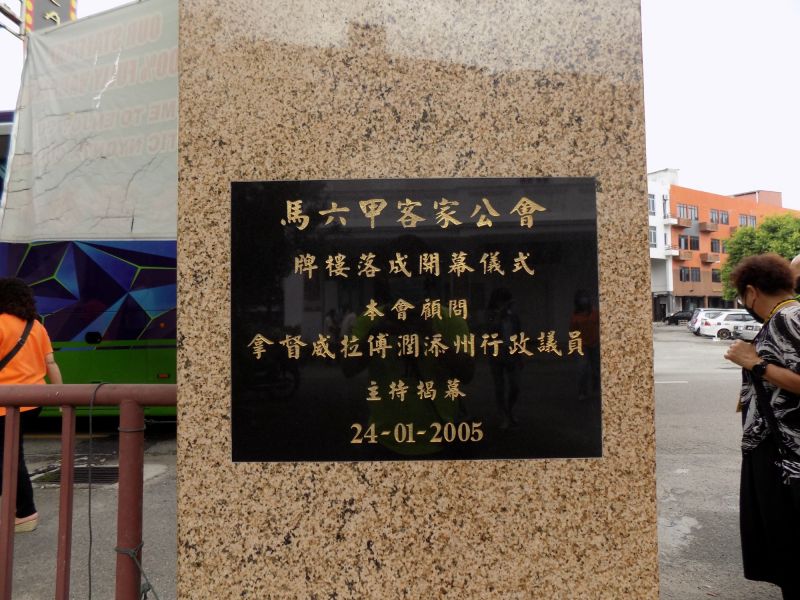 馬六甲客家公會
牌樓落成開幕儀式
本會顧問
拿督威拉傅潤添州行政議員
主持揭幕
24-01-2005